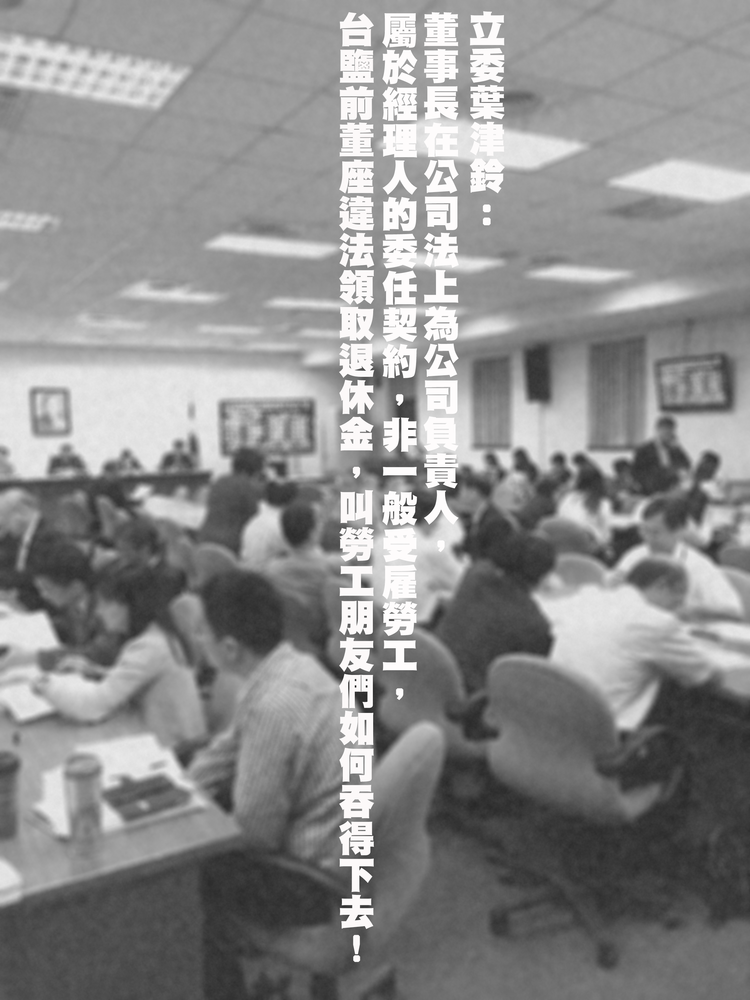 立委葉津鈴：
董事長在公司法上為公司負責人，
屬於經理人的委任契約，非一般受雇勞工，
台鹽前董座違法領取退休金，叫勞工朋友們如何吞得下去！